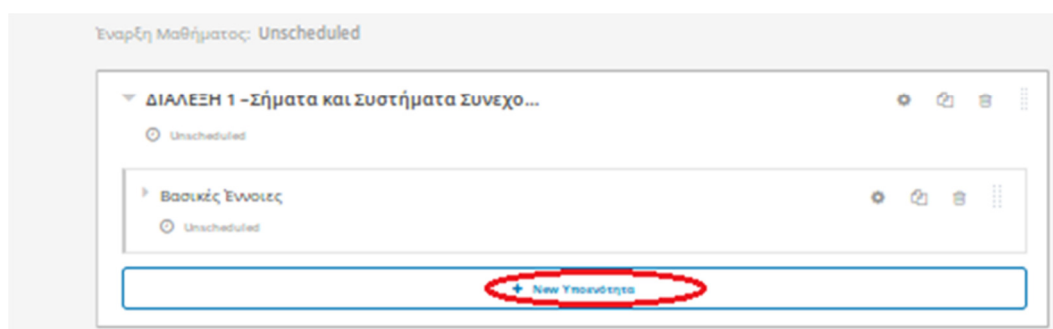 Έναρξη Μαθήματος: Unscheduled
ΔΙΑΛΕΞΗ 1 –Σήματα και Συστήματα Συνεχο...
Unscheduled
Βασικές Έννοιες
Unscheduled
+ New Υποενότητα